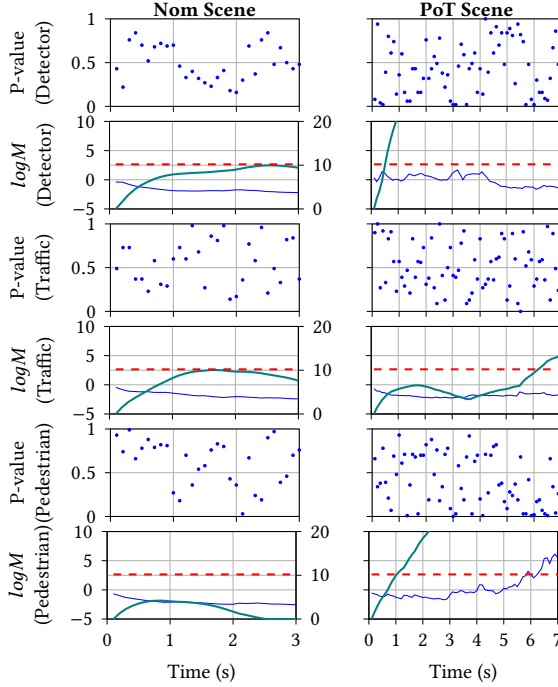 Nom Scene PoT Scene
P-value
(Detector)
1
0.5
0
logM
(Detector)
10 20
5
0 10
−5 0
P-value
(Traffic)
1
0.5
0
logM
(Traffic)
10 20
5
0 10
−5 0
P-value
(Pedestrian)
1
0.5
0
logM
(Pedestrian)
10 20
5
0 10
−5 0
0 1 2 3 0 1 2 3 4 5 6 7
Time (s) Time (s)